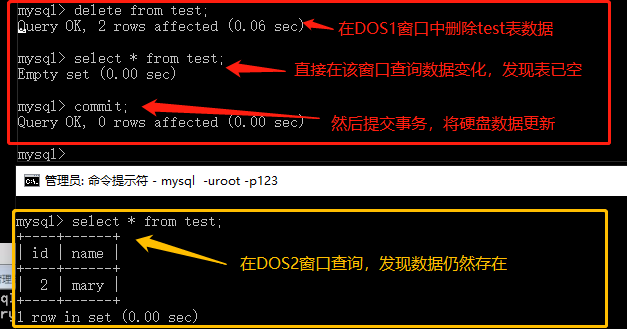 mysql> delete from test;
Query OK, 2 rows affected (0.06 sec)
在DOS1窗口中删除test表数据
mysql> select * from test;
Empty set (0.00 sec)
直接在该窗口查询数据变化，发现表已空
mysql> commit;
Query OK, 0 rows affected (0.00 sec)
然后提交事务，将硬盘数据更新
mysql>
管理员: 命令提示符 - mysql -uroot -p123
mysql> select * from test;
+----+------+
| id | name |
+----+------+
| 2 | mary |
+----+------+
1 row in set (0.00 sec)
在DOS2窗口查询，发现数据仍然存在